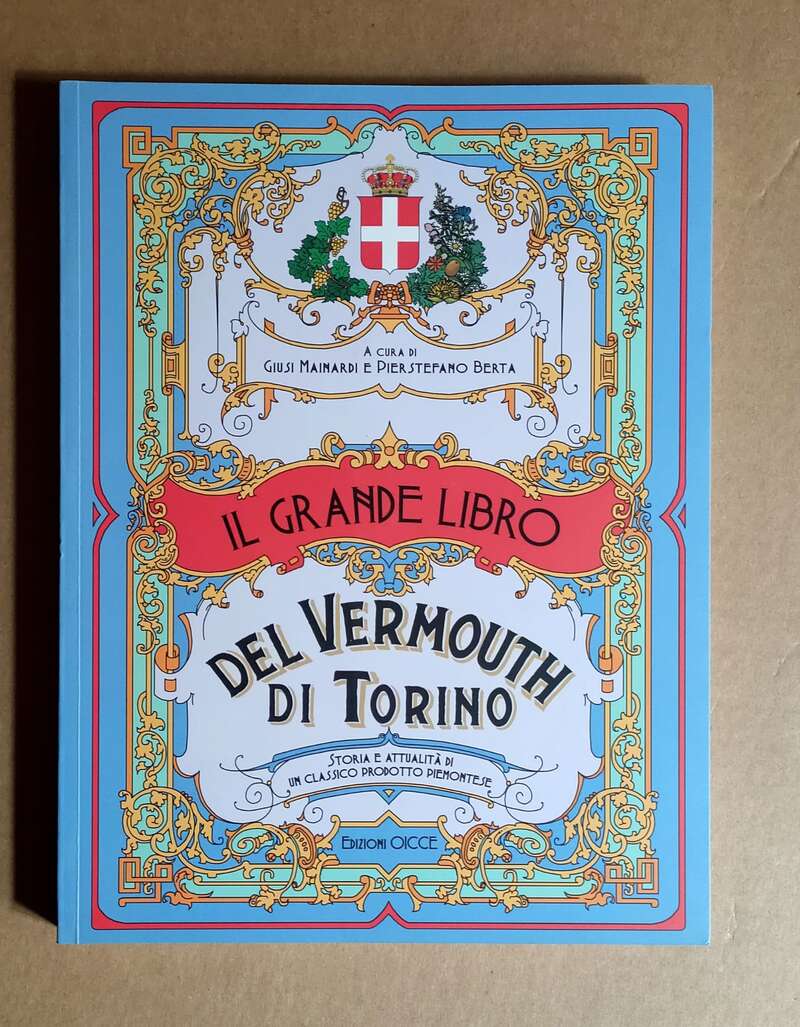 A cura di
Giusi Mainardi e Pierstefano Berta
IL GRANDE LIBRO
DEL VERMOUTH
DI TORINO
Storia e attualità di
un classico prodotto piemontese
Edizioni OICCE